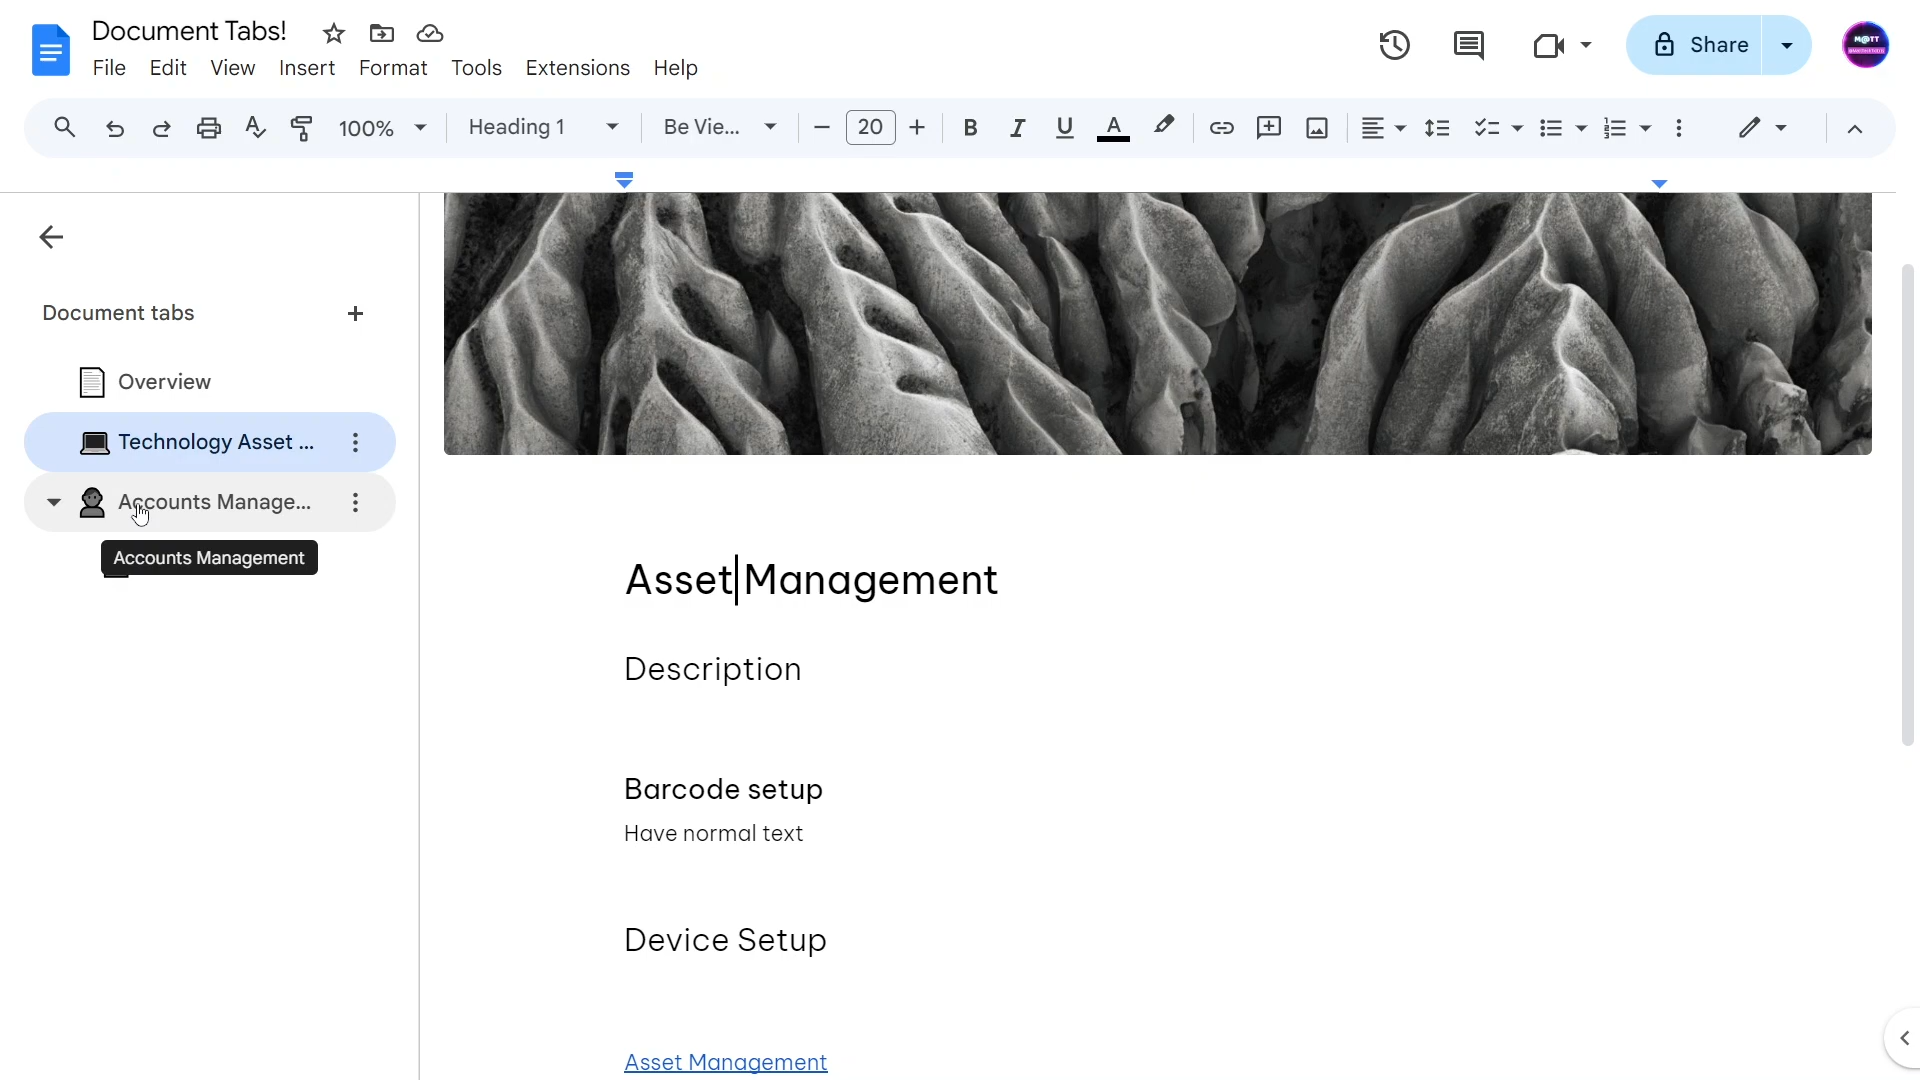 Document Tabs!
File Edit View Insert Format Tools Extensions Help
Share
M@TT
100% Heading 1 Be Vie... 20
Document tabs
Overview
Technology Asset ...
Accounts Manage...
Accounts Management
Asset Management
Description
Barcode setup
Have normal text
Device Setup
Asset Management